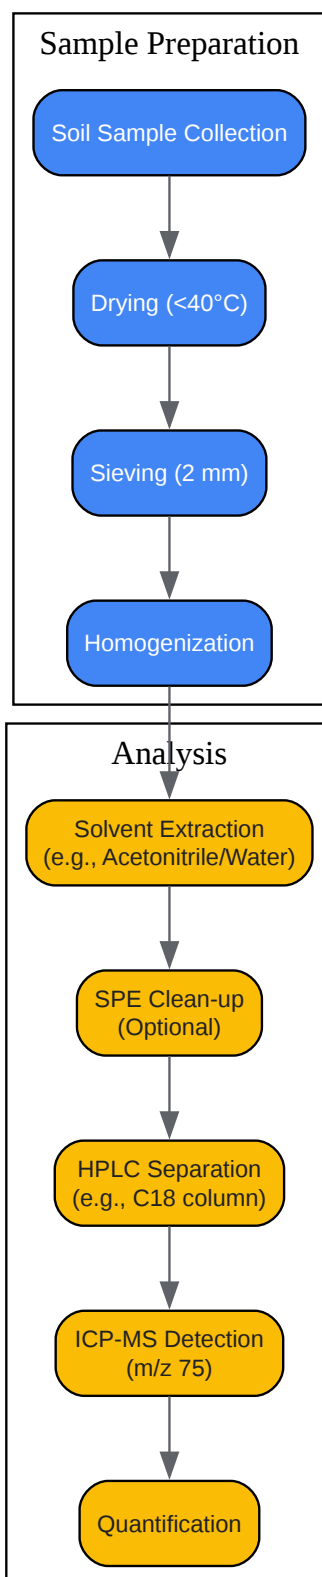 Sample Preparation
Soil Sample Collection
Drying (<40°C)
Sieving (2 mm)
Homogenization
Analysis
Solvent Extraction
(e.g., Acetonitrile/Water)
SPE Clean-up
(Optional)
HPLC Separation
(e.g., C18 column)
ICP-MS Detection
(m/z 75)
Quantification